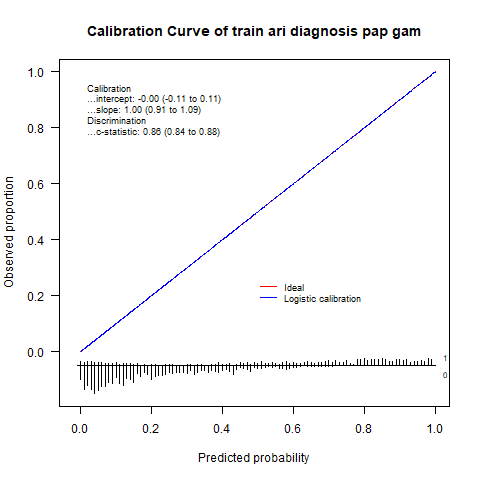 Calibration Curve of train ari diagnosis pap gam
Calibration
...intercept: -0.00 (-0.11 to 0.11)
...slope: 1.00 (0.91 to 1.09)
Discrimination
...c-statistic: 0.86 (0.84 to 0.88)
Observed proportion
1.0
0.8
0.6
0.4
0.2
0.0
Ideal
Logistic calibration
1
0
0.0 0.2 0.4 0.6 0.8 1.0
Predicted probability